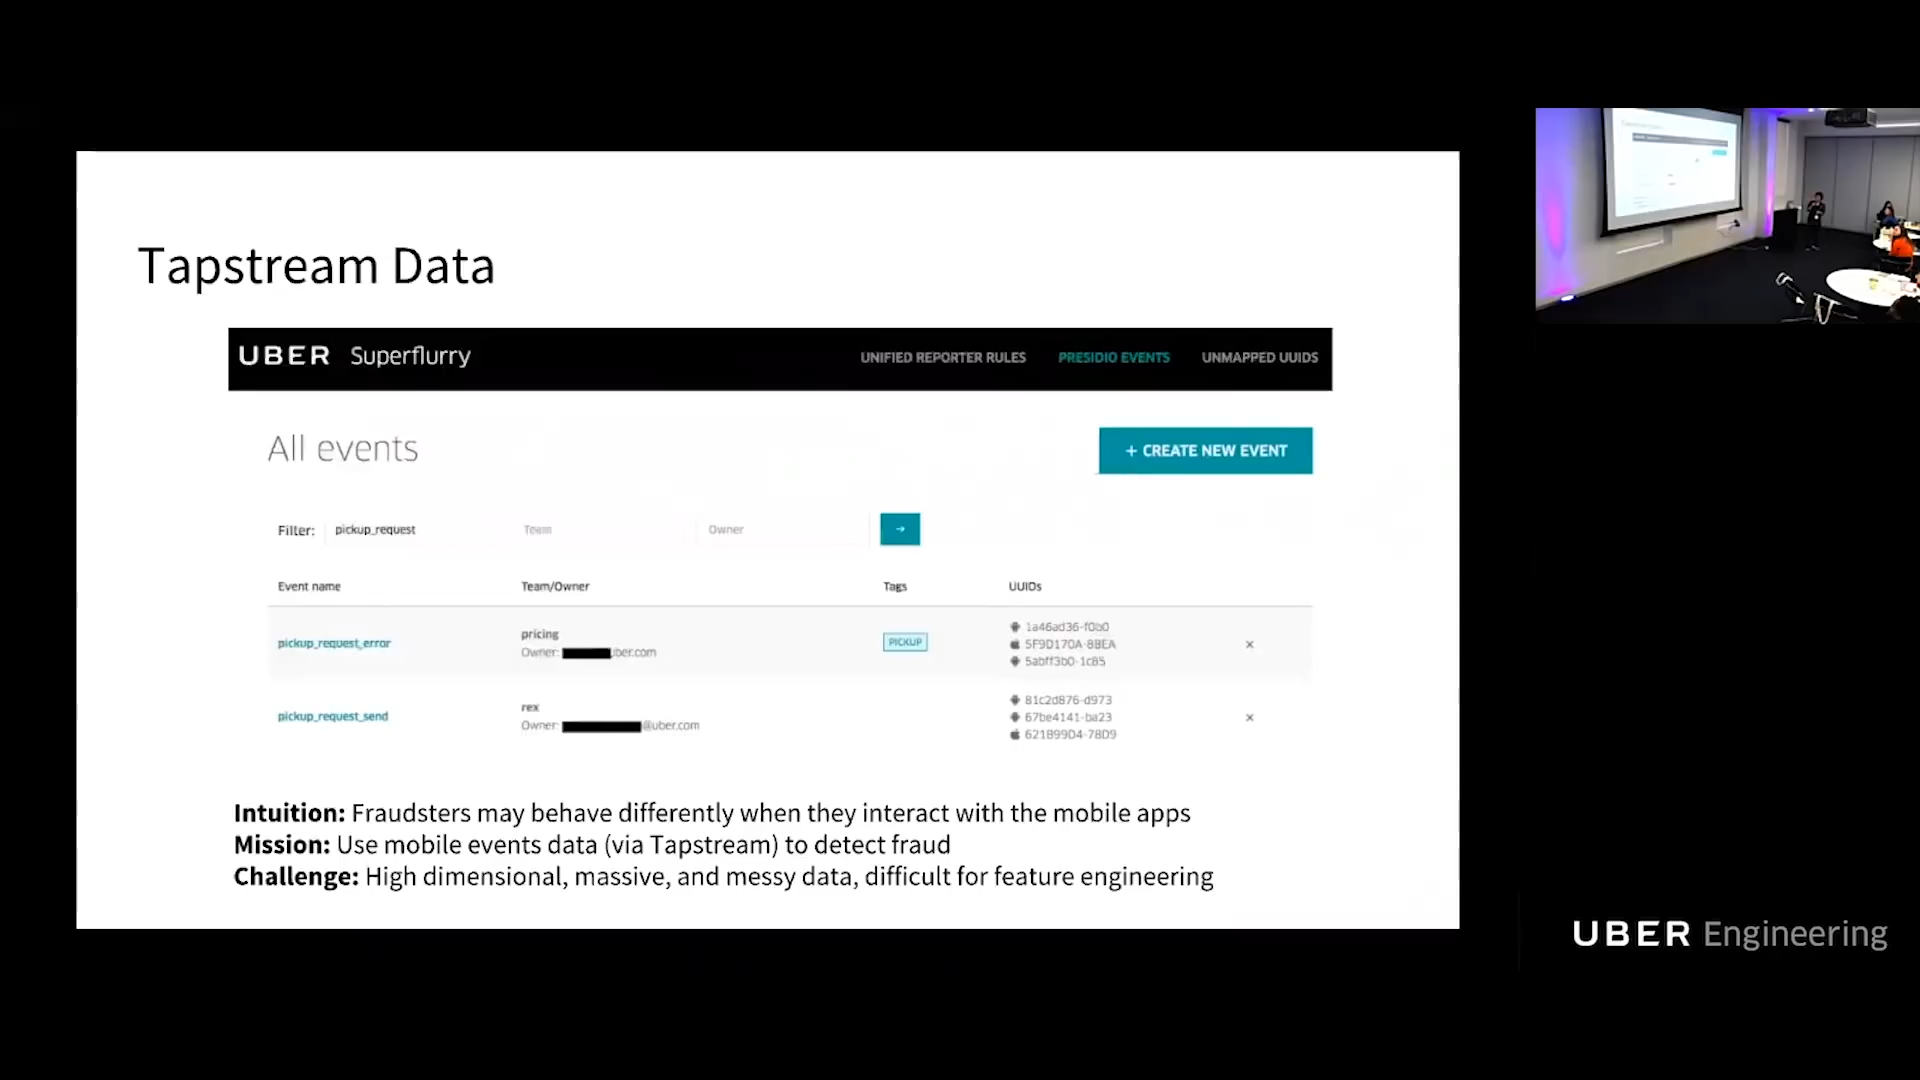 Tapstream Data
UBER Superflurry
UNIFIED REPORTER RULES PRESIDIO EVENTS UNMAPPED UUIDS
All events
+ CREATE NEW EVENT
Filter: pickup_request Team Owner →
Event name Team/Owner Tags UUIDs
pickup_request_error
pricing
Owner: uber.com
PICKUP
1a46ad36-f0b0
5F9D170A-8BEA
5abff3b0-1c85
×
pickup_request_send
rex
Owner: @uber.com
81c2d876-d973
67be4141-ba23
621B99D4-78D9
×
Intuition: Fraudsters may behave differently when they interact with the mobile apps
Mission: Use mobile events data (via Tapstream) to detect fraud
Challenge: High dimensional, massive, and messy data, difficult for feature engineering
UBER Engineering